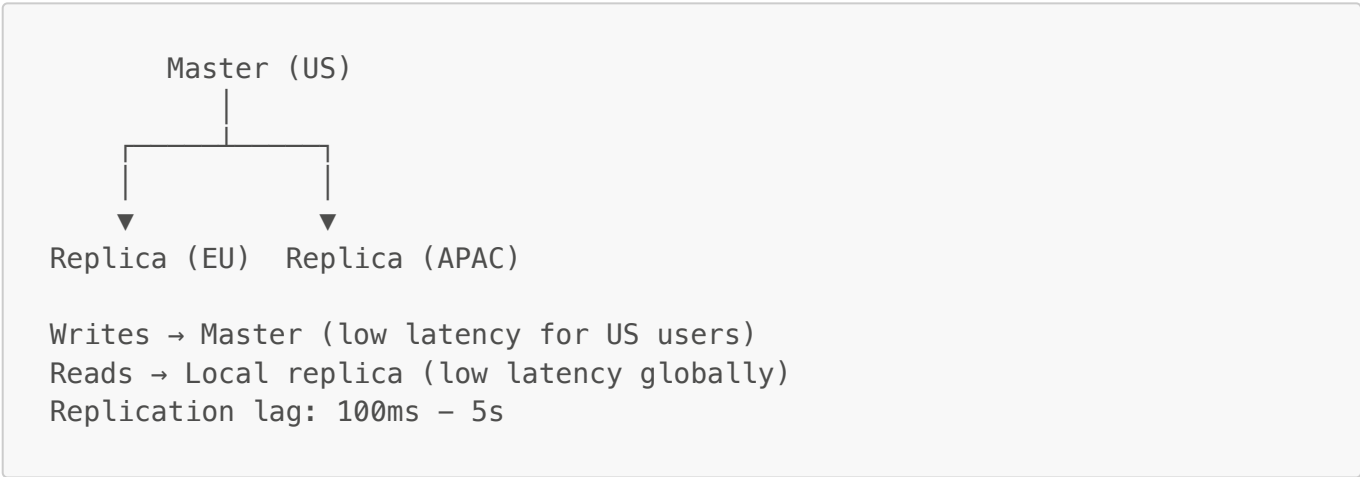 Master (US)
Replica (EU)  Replica (APAC)
Writes → Master (low latency for US users)
Reads → Local replica (low latency globally)
Replication lag: 100ms - 5s